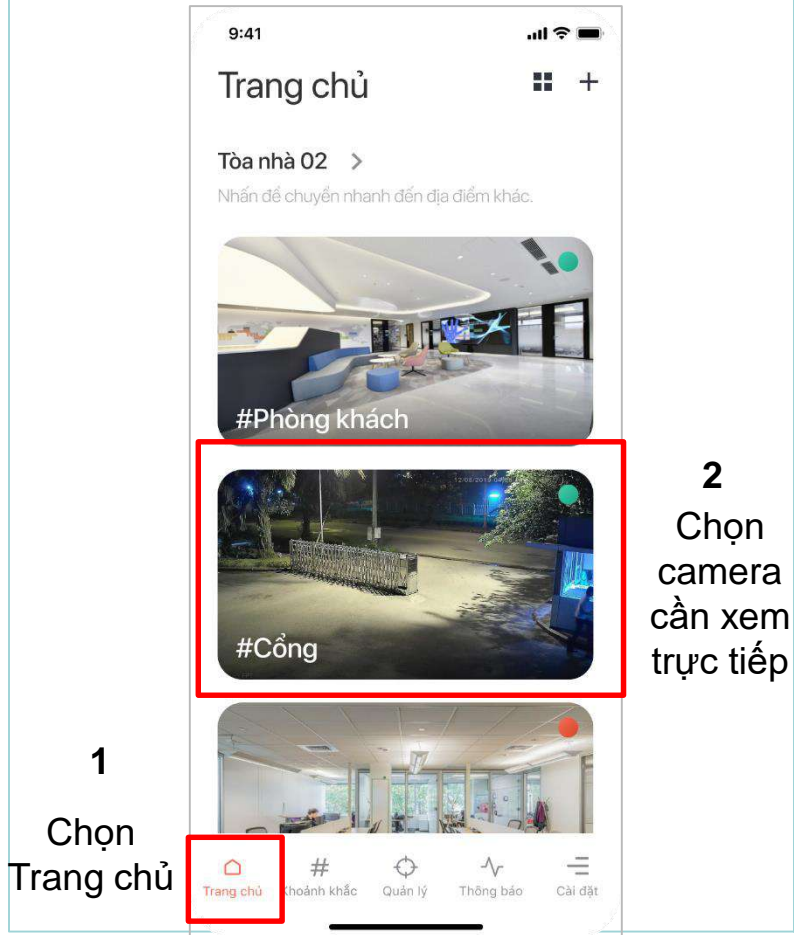 9:41
Trang chủ
Tòa nhà 02
Nhấn để chuyển nhanh đến địa điểm khác.
#Phòng khách
#Cổng
2
Chọn
camera
cần xem
trực tiếp
1
Chọn
Trang chủ
Trang chủ
Khoảnh khắc
Quản lý
Thông báo
Cài đặt